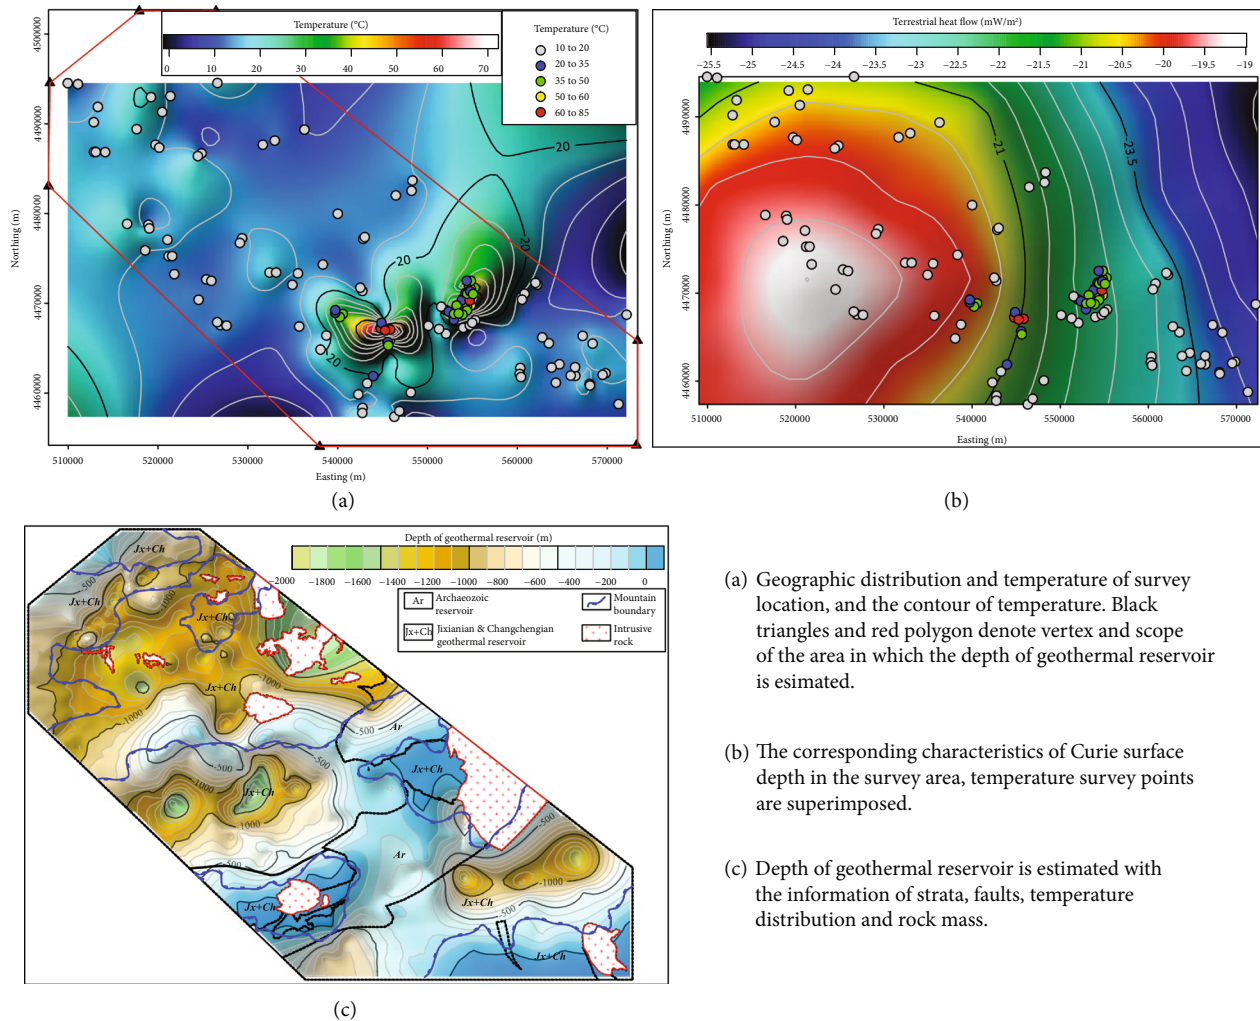 Temperature (°C)
0 10 20 30 40 50 60 70
Temperature (°C)
10 to 20
20 to 35
35 to 50
50 to 60
60 to 85
4500000
4490000
4480000
4470000
4460000
Northing (m)
20
20
20
20
510000 520000 530000 540000 550000 560000 570000
Easting (m)
(a)
Terrestrial heat flow (mW/m²)
−25.5 −25 −24.5 −24 −23.5 −23 −22.5 −22 −21.5 −21 −20.5 −20 −19.5 −19
4490000
4480000
4470000
4460000
Northing (m)
-21
-23.5
510000 520000 530000 540000 550000 560000 570000
Easting (m)
(b)
Depth of geothermal reservoir (m)
−2000 −1800 −1600 −1400 −1200 −1000 −800 −600 −400 −200 0
Ar Archaeozoic reservoir
Mountain boundary
Jx+Ch Jixianian & Changchengian geothermal reservoir
Intrusive rock
Jx+Ch
-500
Jx+Ch
-1000
Jx+Ch
Jx+Ch
-1000
-1000
-500
Ar
-500
-500
Jx+Ch
Jx+Ch
-1000
-500
-500
Ar
-1000
Jx+Ch
Jx+Ch
-500
Jx+Ch
(c)
(a) Geographic distribution and temperature of survey
location, and the contour of temperature. Black
triangles and red polygon denote vertex and scope
of the area in which the depth of geothermal reservoir
is esimated.
(b) The corresponding characteristics of Curie surface
depth in the survey area, temperature survey points
are superimposed.
(c) Depth of geothermal reservoir is estimated with
the information of strata, faults, temperature
distribution and rock mass.